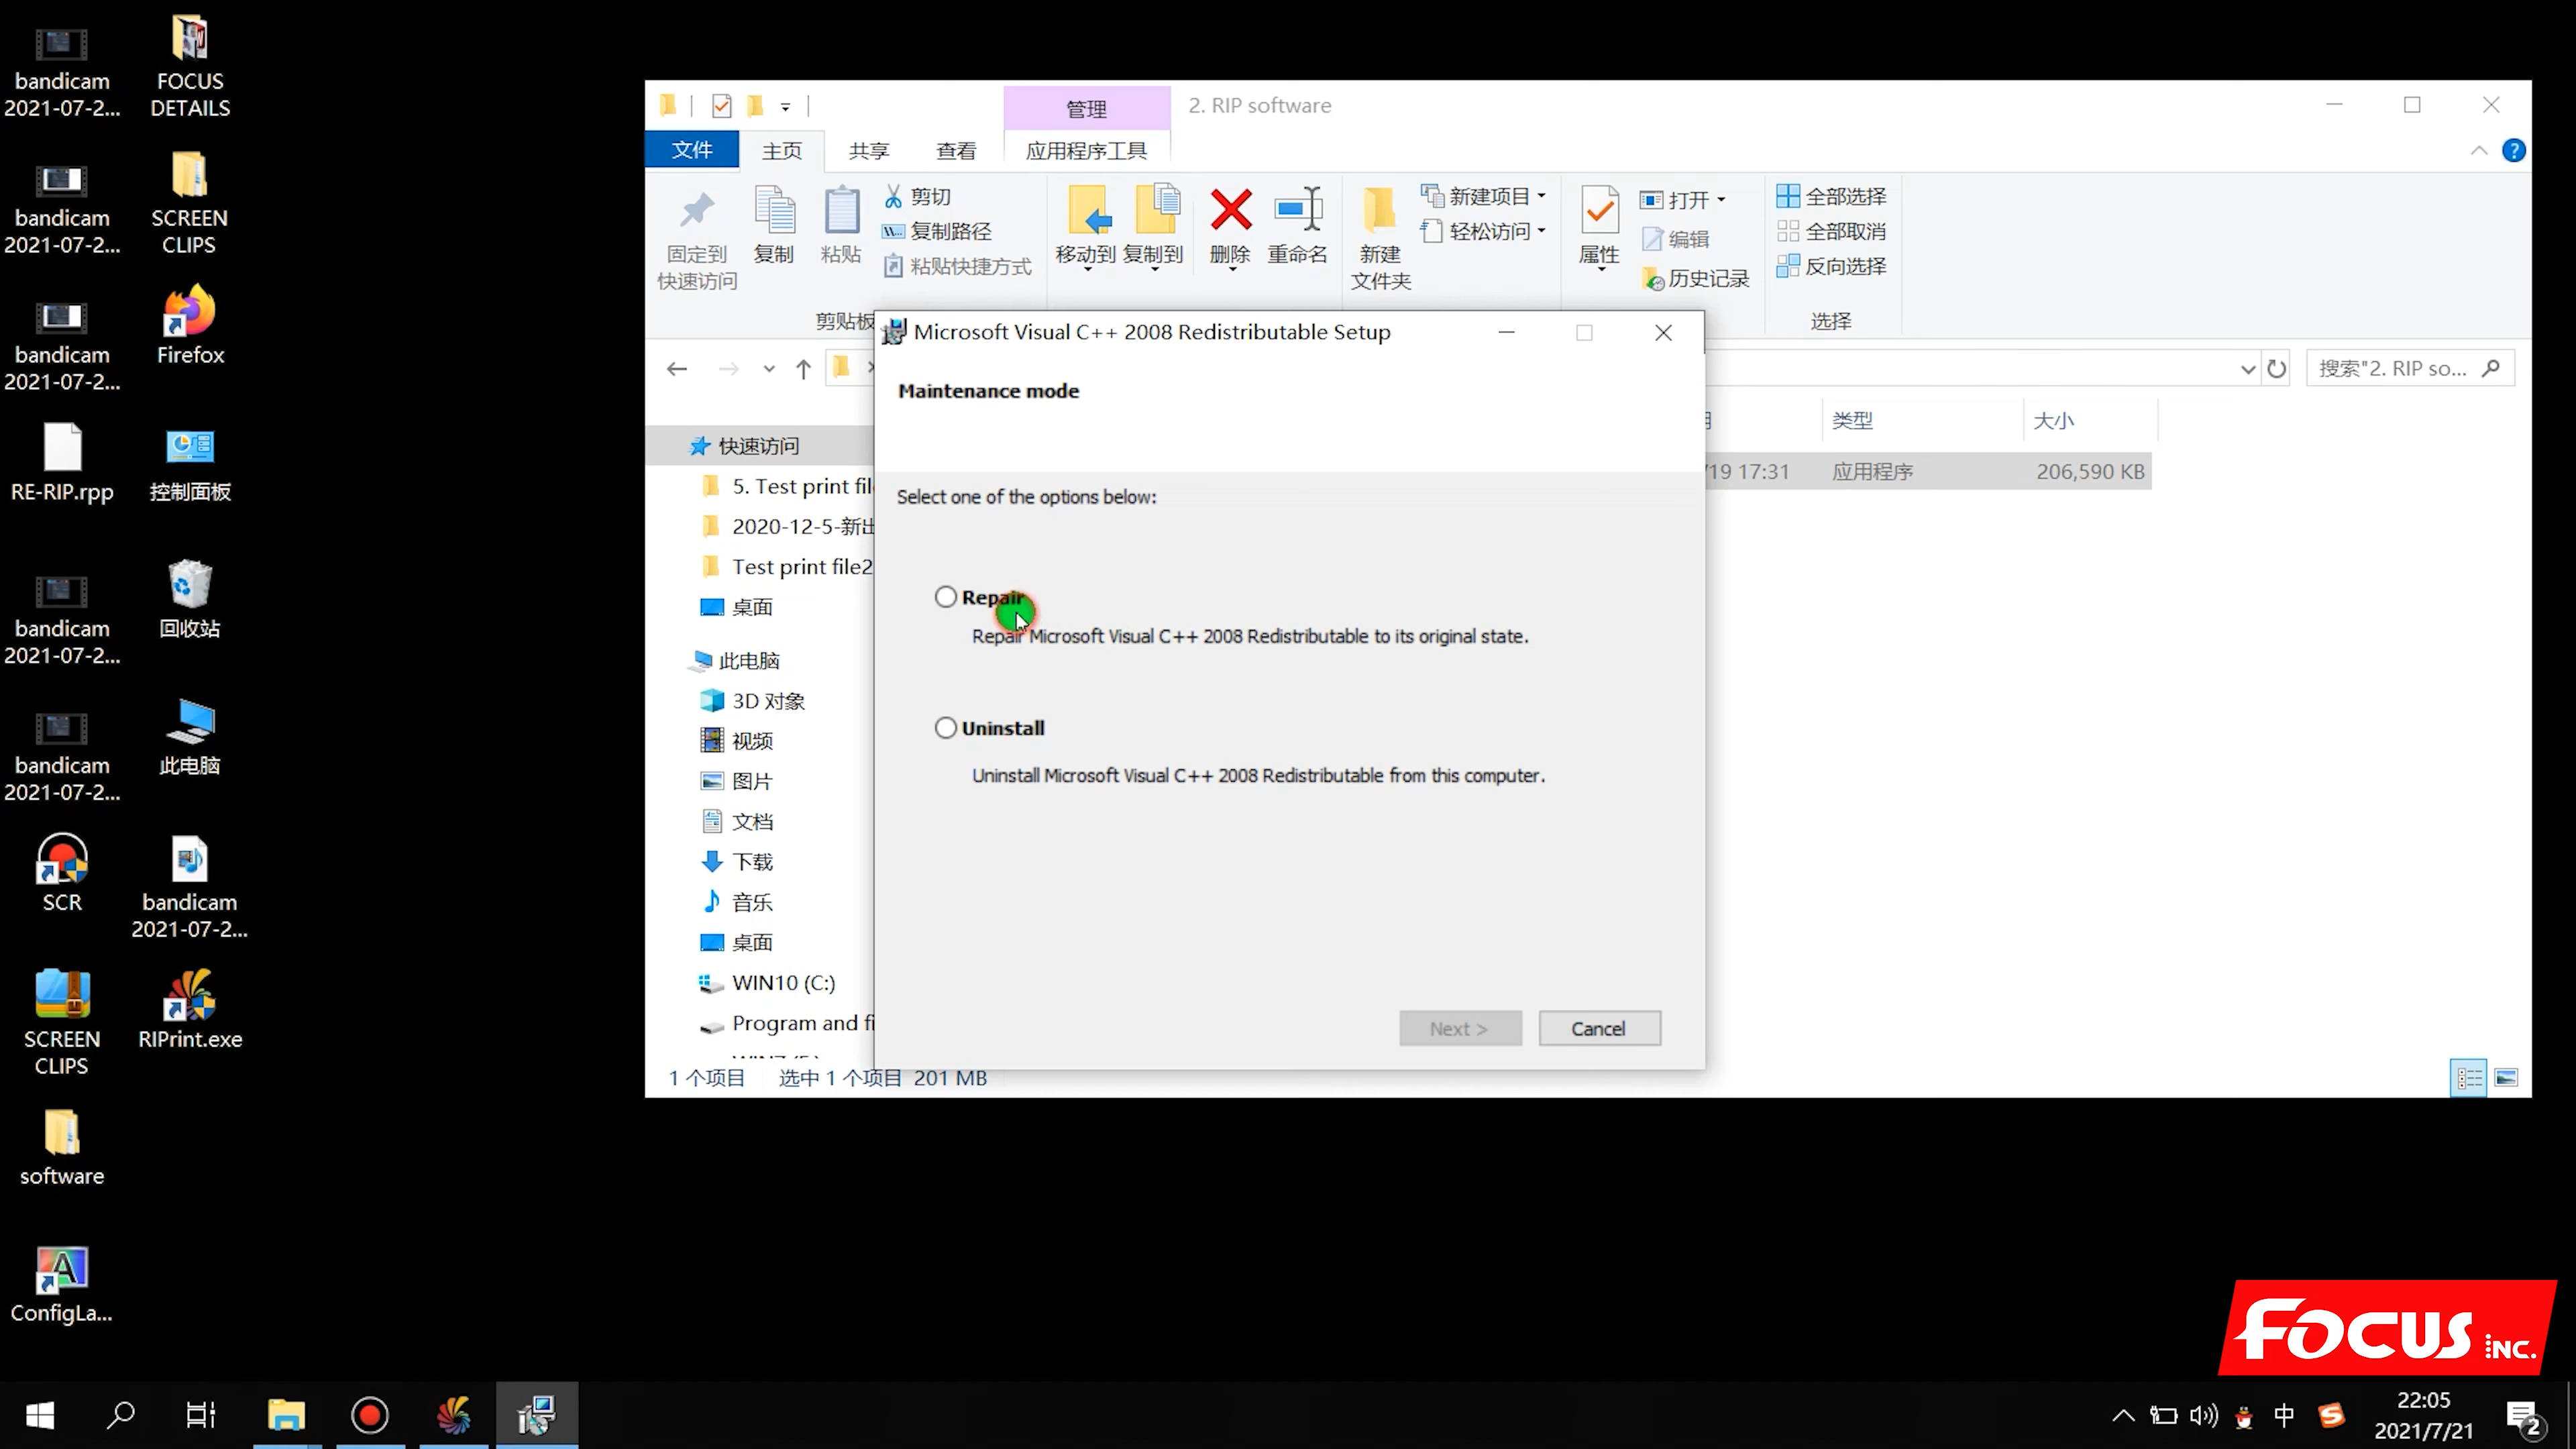 bandicam
2021-07-2...
FOCUS
DETAILS
bandicam
2021-07-2...
SCREEN
CLIPS
bandicam
2021-07-2...
Firefox
RE-RIP.rpp
控制面板
bandicam
2021-07-2...
回收站
bandicam
2021-07-2...
此电脑
SCR
bandicam
2021-07-2...
SCREEN
CLIPS
RIPrint.exe
software
ConfigLa...
管理
2. RIP software
文件
主页
共享
查看
应用程序工具
固定到
快速访问
复制
粘贴
剪切
复制路径
粘贴快捷方式
移动到
复制到
删除
重命名
新建
文件夹
新建项目
轻松访问
属性
打开
编辑
历史记录
全部选择
全部取消
反向选择
剪贴板
选择
搜索"2. RIP so...
类型
大小
/19 17:31
应用程序
206,590 KB
快速访问
5. Test print file
2020-12-5-新出
Test print file2
桌面
此电脑
3D 对象
视频
图片
文档
下载
音乐
桌面
WIN10 (C:)
Program and fi
1 个项目
选中 1 个项目 201 MB
Microsoft Visual C++ 2008 Redistributable Setup
Maintenance mode
Select one of the options below:
Repair
Repair Microsoft Visual C++ 2008 Redistributable to its original state.
Uninstall
Uninstall Microsoft Visual C++ 2008 Redistributable from this computer.
Next >
Cancel
FOCUS INC.
中
22:05
2021/7/21
2